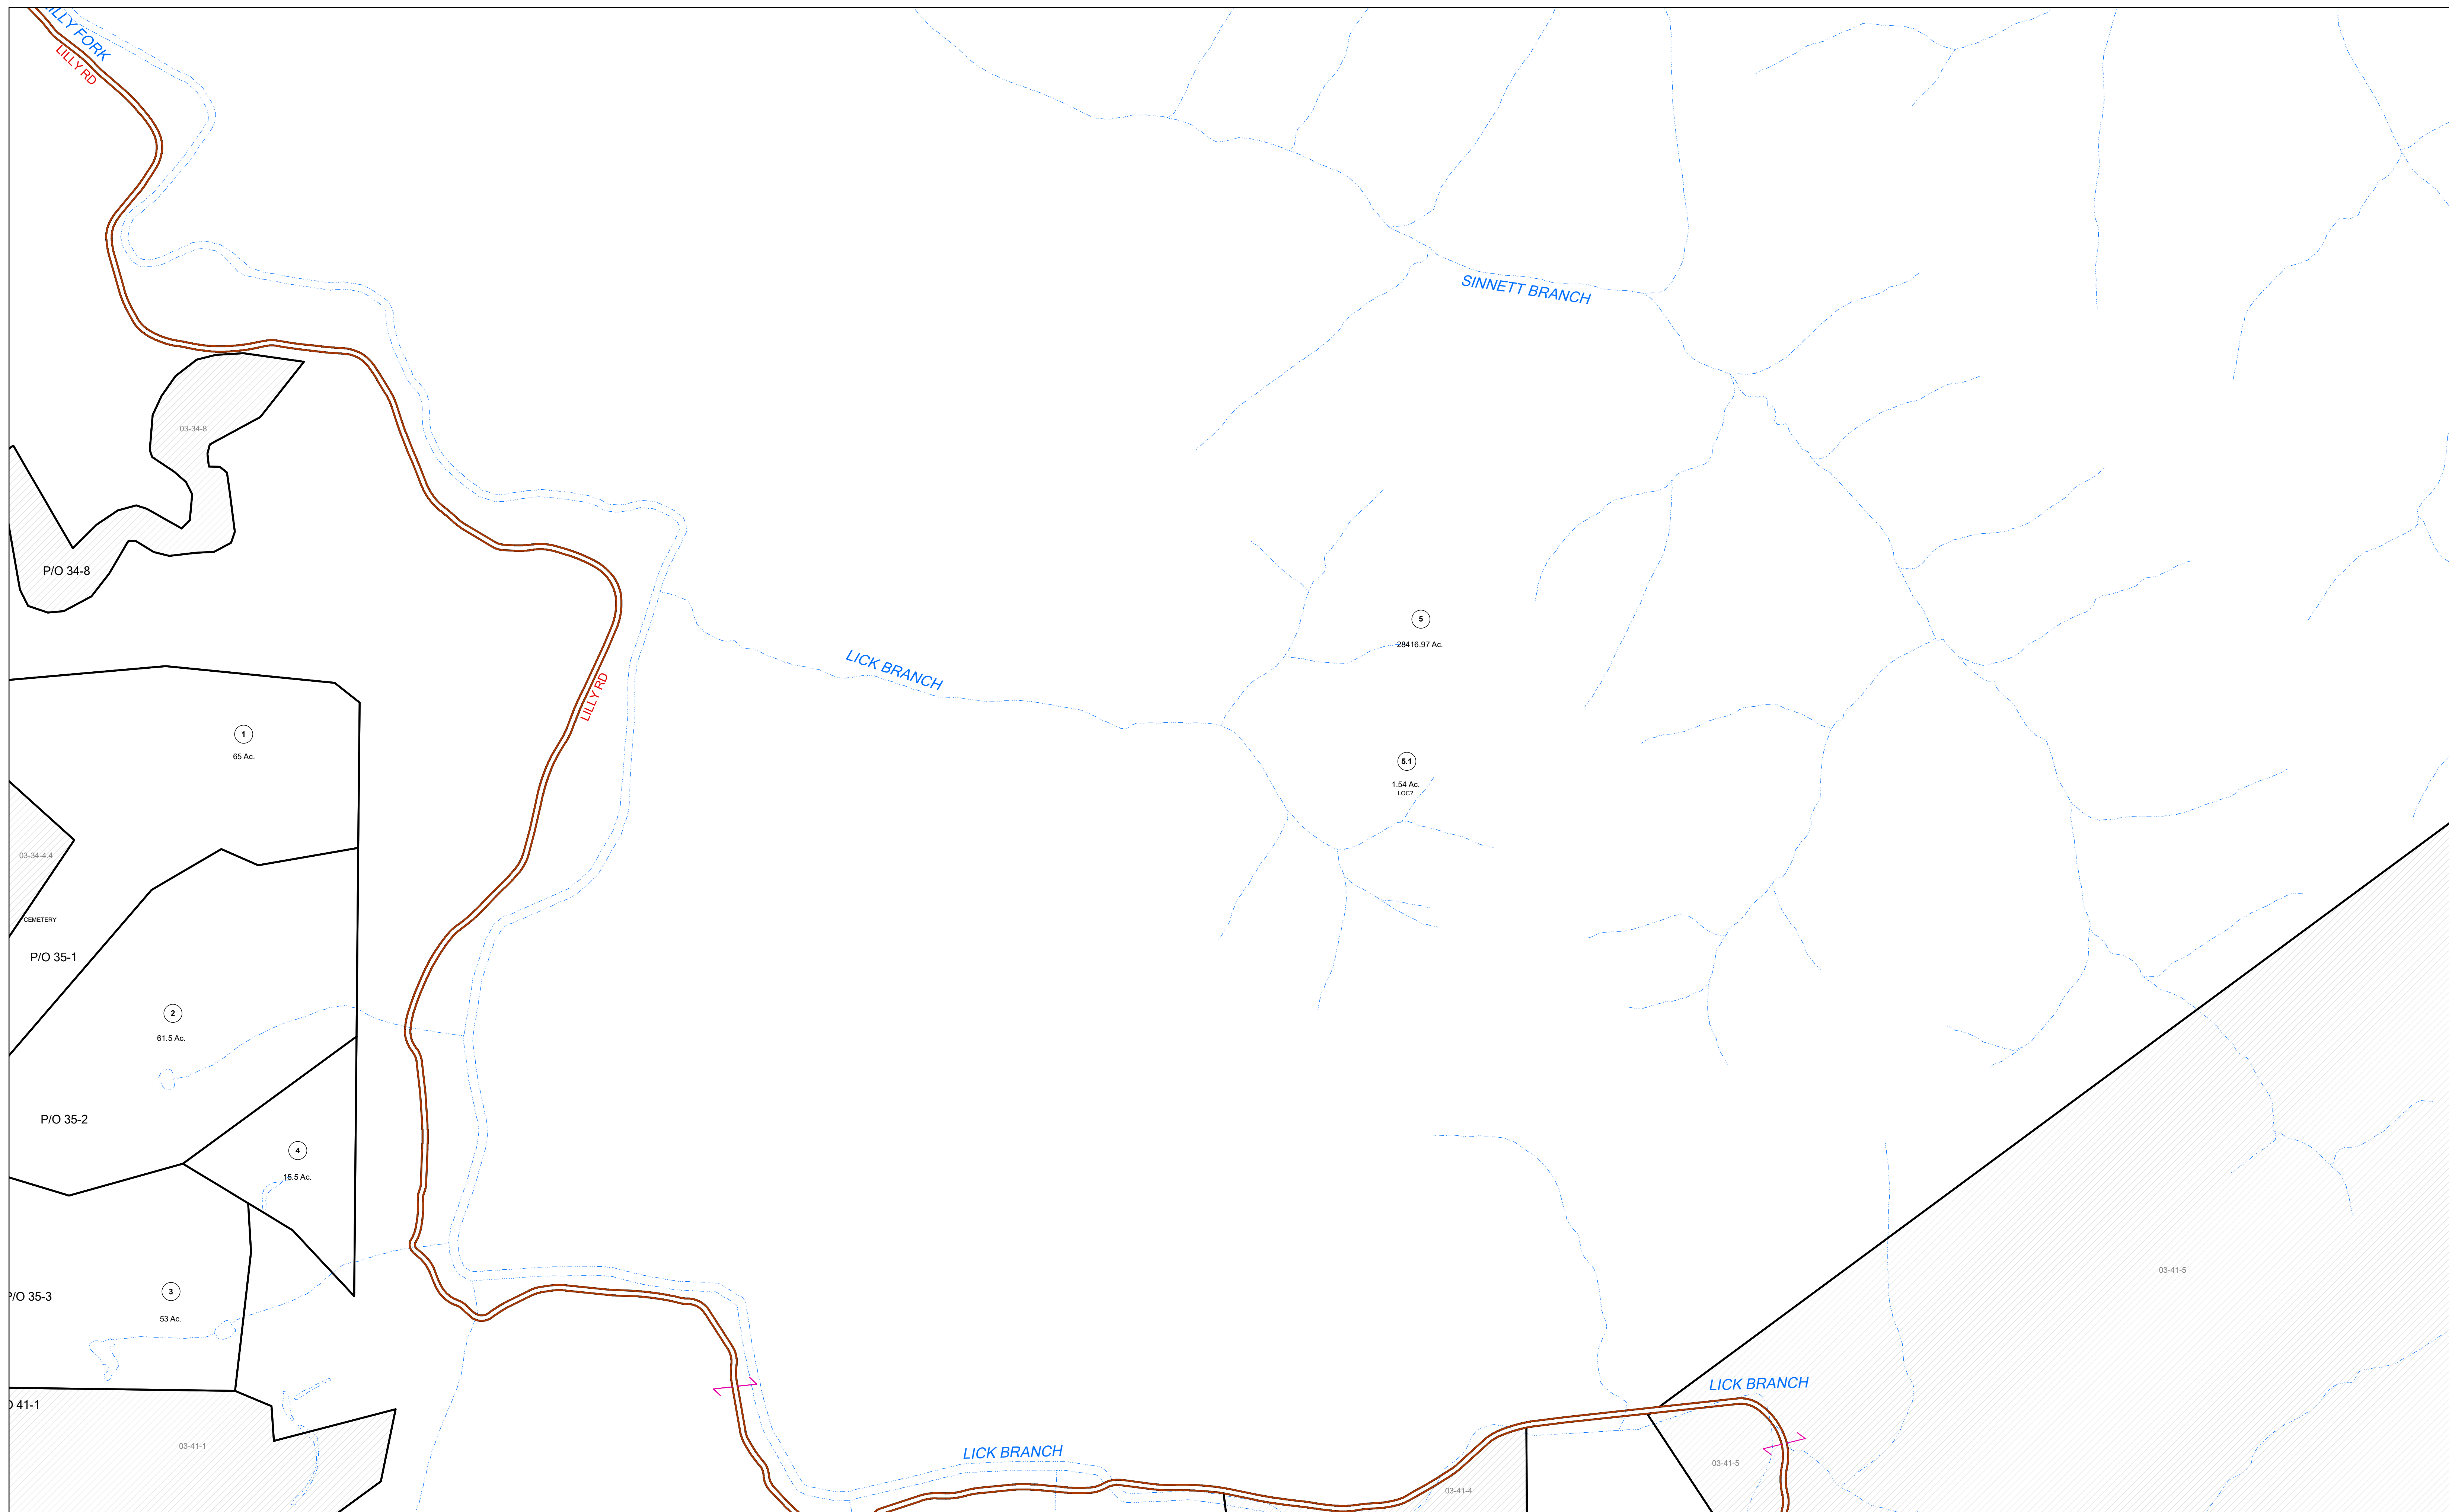 LILLY FORK
LILLY RD
SINNETT BRANCH
03-34-8
P/O 34-8
5
28416.97 Ac.
LICK BRANCH
LILLY RD
1
65 Ac.
5.1
1.54 Ac.
LOC?
03-34-4.4
CEMETERY
P/O 35-1
2
61.5 Ac.
P/O 35-2
4
15.5 Ac.
03-41-5
3
P/O 35-3
53 Ac.
LICK BRANCH
O 41-1
03-41-1
LICK BRANCH
03-41-5
03-41-4